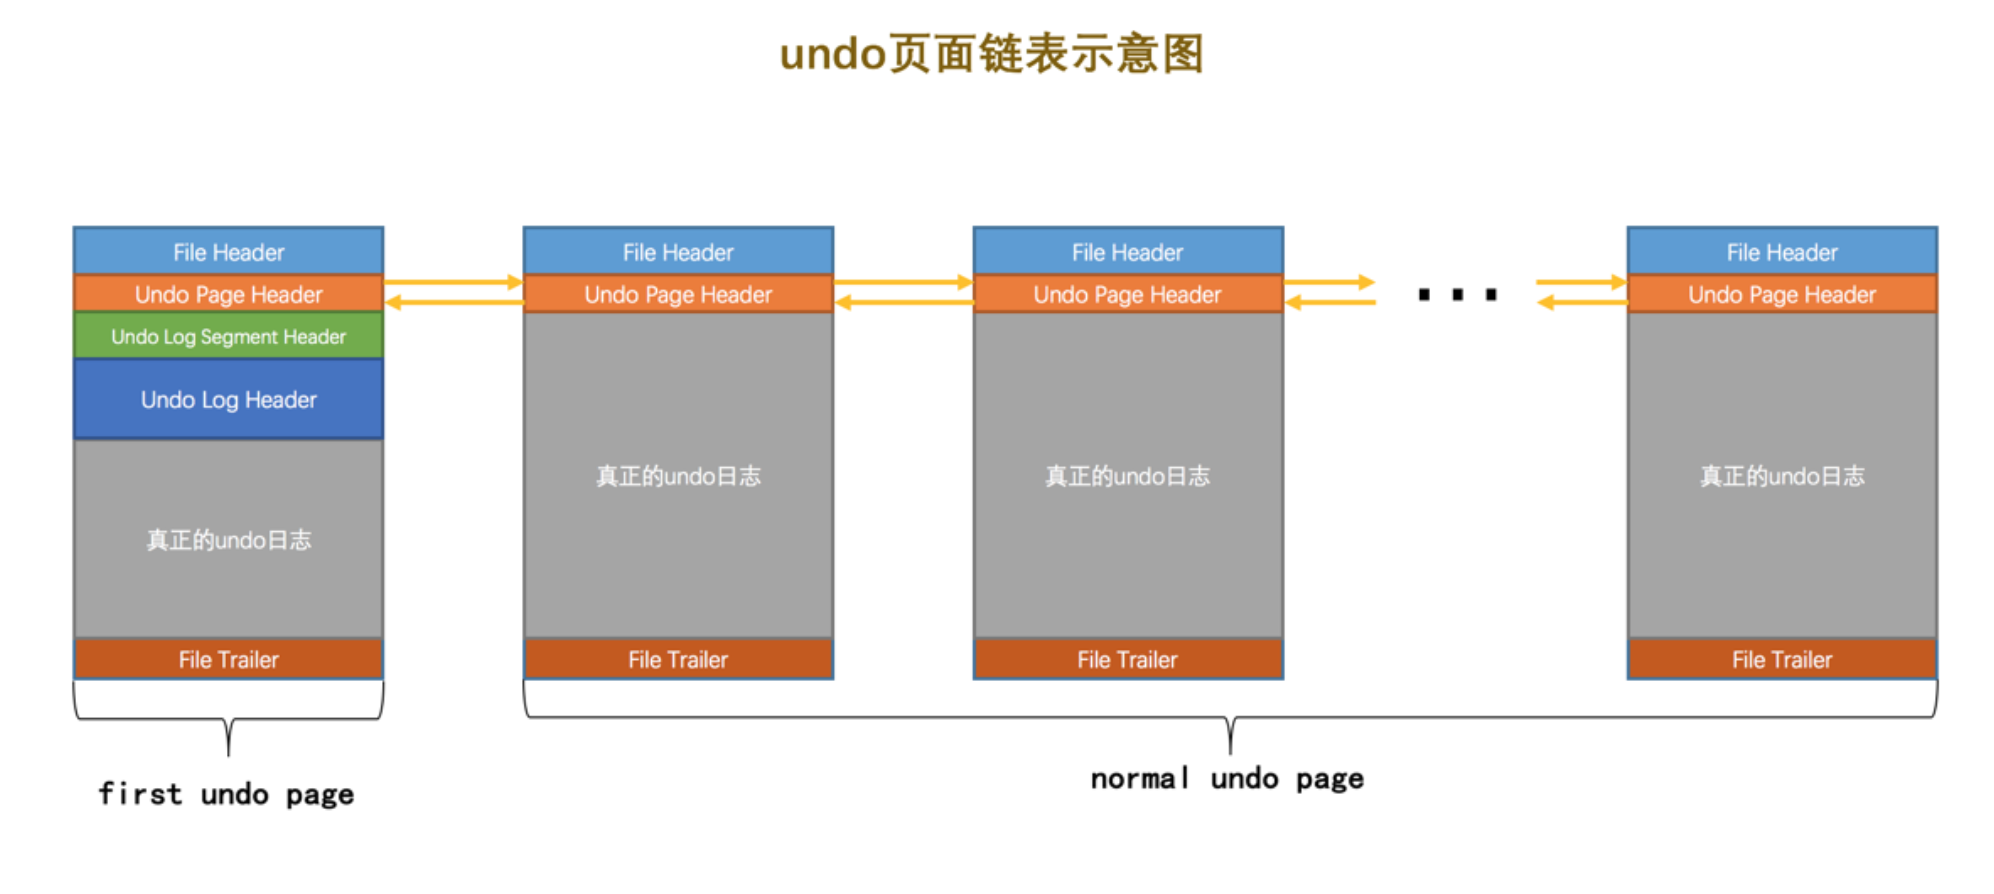 undo页面链表示意图
File Header
Undo Page Header
Undo Log Segment Header
Undo Log Header
真正的undo日志
File Trailer
first undo page
File Header
Undo Page Header
真正的undo日志
File Trailer
File Header
Undo Page Header
真正的undo日志
File Trailer
...
File Header
Undo Page Header
真正的undo日志
File Trailer
normal undo page